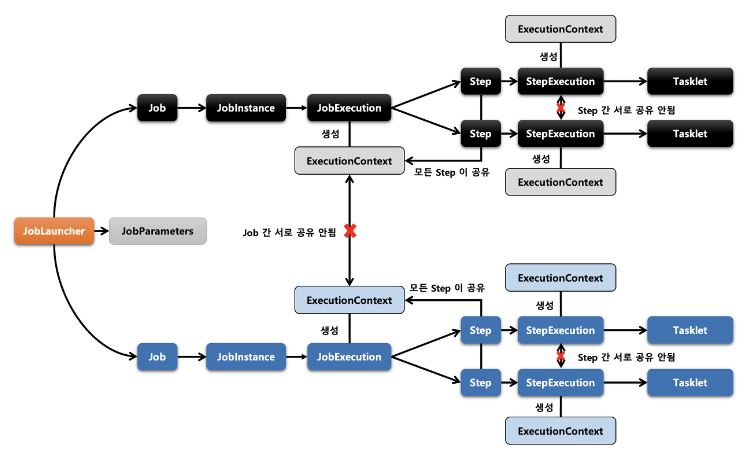 ExecutionContext
생성
Step
StepExecution
Tasklet
Job
JobInstance
JobExecution
Step 간 서로 공유 안됨
생성
Step
StepExecution
Tasklet
ExecutionContext
생성
모든 Step 이 공유
ExecutionContext
JobLauncher
JobParameters
Job 간 서로 공유 안됨
ExecutionContext
모든 Step 이 공유
ExecutionContext
생성
생성
Step
StepExecution
Tasklet
Job
JobInstance
JobExecution
Step 간 서로 공유 안됨
Step
StepExecution
Tasklet
생성
ExecutionContext